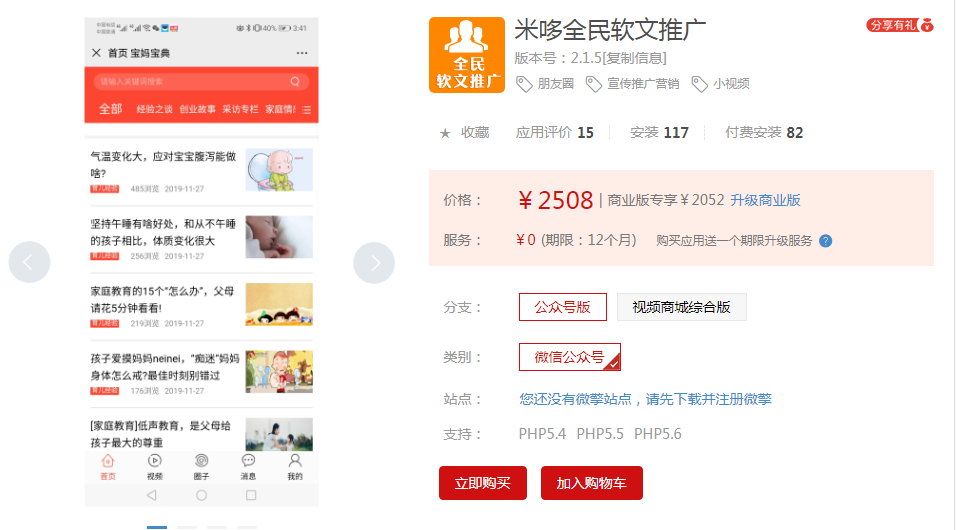 中国电信
中国联通
40%
3:41
首页 宝妈宝典
请输入关键词搜索
全部 经验之谈 创业故事 采访专栏 家庭情
气温变化大，应对宝宝腹泻能做
啥？
育儿经验 485浏览 2019-11-27
坚持午睡有啥好处，和从不午睡
的孩子相比，体质变化很大
育儿经验 256浏览 2019-11-27
家庭教育的15个“怎么办”，父母
请花5分钟看看!
育儿经验 219浏览 2019-11-27
孩子爱摸妈妈neinei，“痴迷”妈妈
身体怎么戒?最佳时刻别错过
育儿经验 176浏览 2019-11-27
[家庭教育]低声教育，是父母给
孩子最大的尊重
首页 视频 圈子 消息 我的
全民
软文推广
米哆全民软文推广
分享有礼
版本号：2.1.5[复制信息]
朋友圈 宣传推广营销 小视频
收藏 应用评价 15 安装 117 付费安装 82
价格： ￥2508 | 商业版专享￥2052 升级商业版
服务： ￥0 (期限：12个月) 购买应用送一个期限升级服务 ?
分支： 公众号版 视频商城综合版
类别： 微信公众号
站点： 您还没有微擎站点，请先下载并注册微擎
支持： PHP5.4 PHP5.5 PHP5.6
立即购买 加入购物车